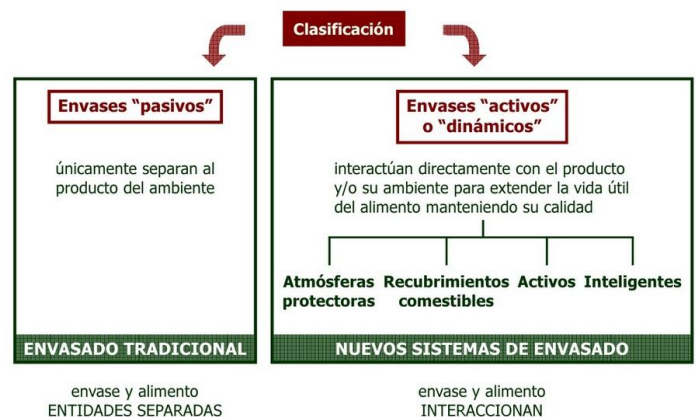 Clasificación
Envases “pasivos”
únicamente separan al
producto del ambiente
ENVASADO TRADICIONAL
envase y alimento
ENTIDADES SEPARADAS
Envases “activos”
o “dinámicos”
interactúan directamente con el producto
y/o su ambiente para extender la vida útil
del alimento manteniendo su calidad
Atmósferas
protectoras
Recubrimientos
comestibles
Activos
Inteligentes
NUEVOS SISTEMAS DE ENVASADO
envase y alimento
INTERACCIONAN